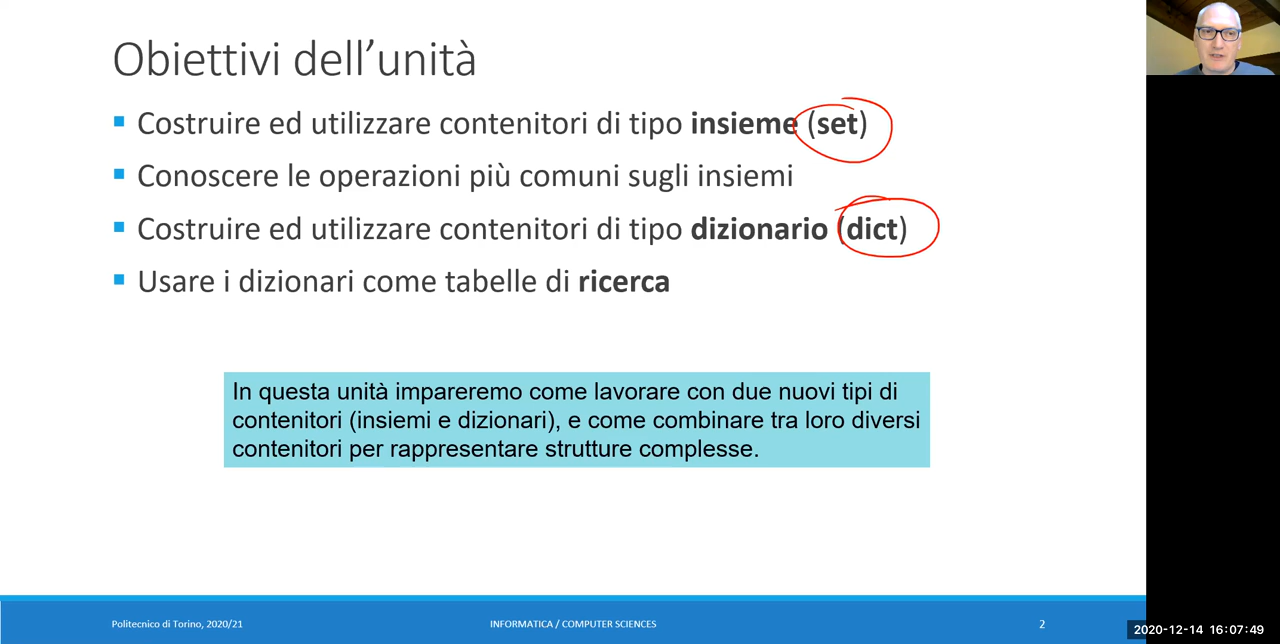 Obiettivi dell’unità
Costruire ed utilizzare contenitori di tipo insieme (set)
Conoscere le operazioni più comuni sugli insiemi
Costruire ed utilizzare contenitori di tipo dizionario (dict)
Usare i dizionari come tabelle di ricerca
In questa unità impareremo come lavorare con due nuovi tipi di
contenitori (insiemi e dizionari), e come combinare tra loro diversi
contenitori per rappresentare strutture complesse.
Politecnico di Torino, 2020/21
INFORMATICA / COMPUTER SCIENCES
2
2020-12-14 16:07:49